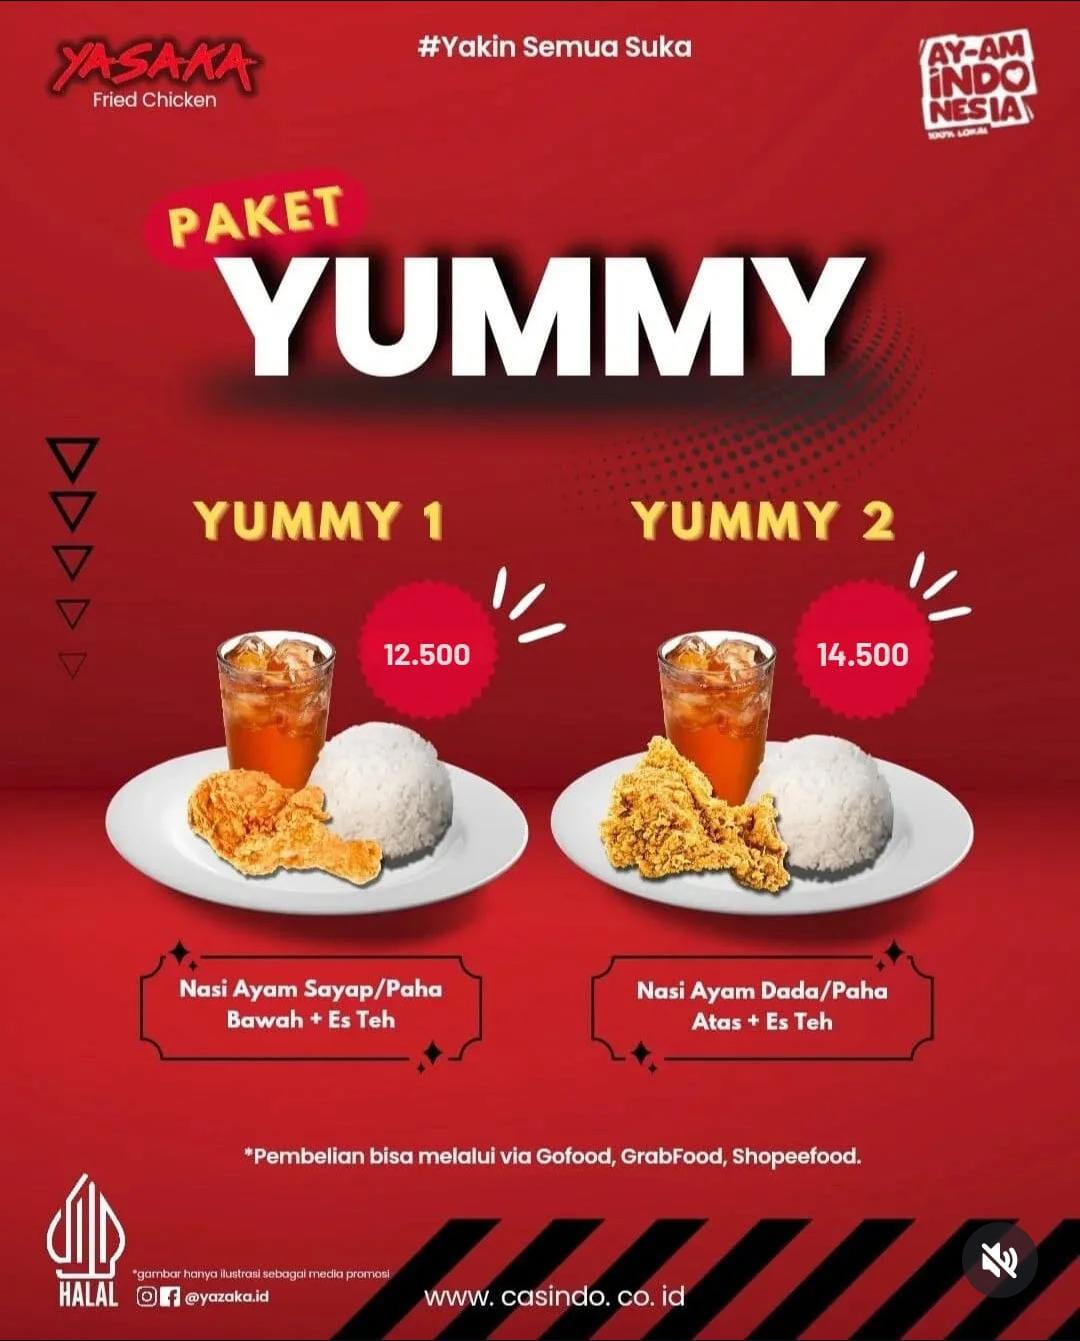 YASAKA
Fried Chicken
#Yakin Semua Suka
AY-AM
iNDO
NESIA
100% LOKAL
PAKET
YUMMY
YUMMY 1
YUMMY 2
12.500
14.500
Nasi Ayam Sayap/Paha
Bawah + Es Teh
Nasi Ayam Dada/Paha
Atas + Es Teh
*Pembelian bisa melalui via Gofood, GrabFood, Shopeefood.
HALAL
*gambar hanya ilustrasi sebagai media promosi
@yazaka.id
www. casindo. co. id